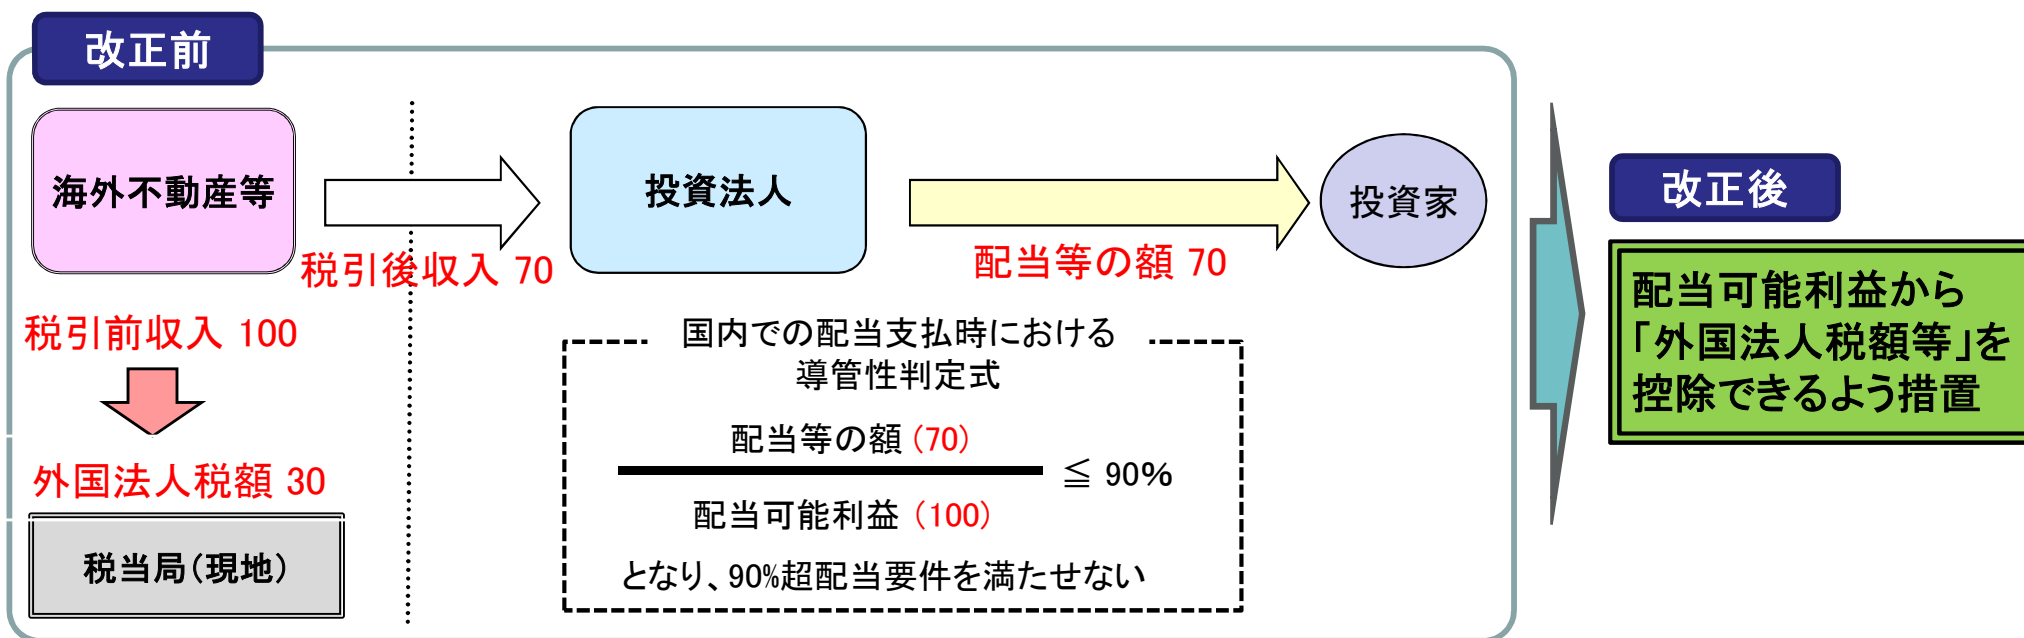 改正前
海外不動産等
投資法人
投資家
税引後収入 70
配当等の額 70
税引前収入 100
外国法人税額 30
税当局(現地)
国内での配当支払時における
導管性判定式
配当等の額 (70)
≦ 90%
配当可能利益 (100)
となり、90%超配当要件を満たせない
改正後
配当可能利益から
「外国法人税額等」を
控除できるよう措置